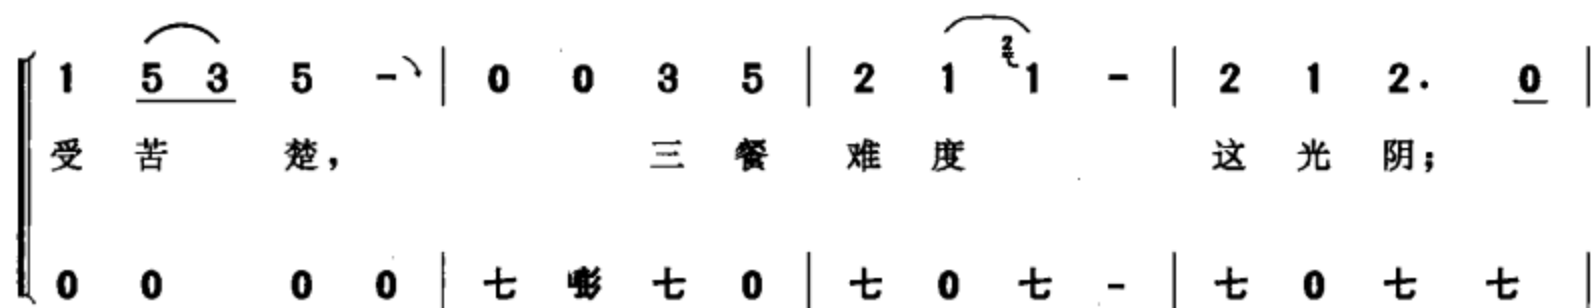 1 5 3 5 - | 0 0 3 5 | 2 1 2 1 - | 2 1 2. 0 |
受 苦 楚， 三 餐 难 度 这 光 阴；
0 0 0 0 | 七 嘭 七 0 | 七 0 七 - | 七 0 七 七 |